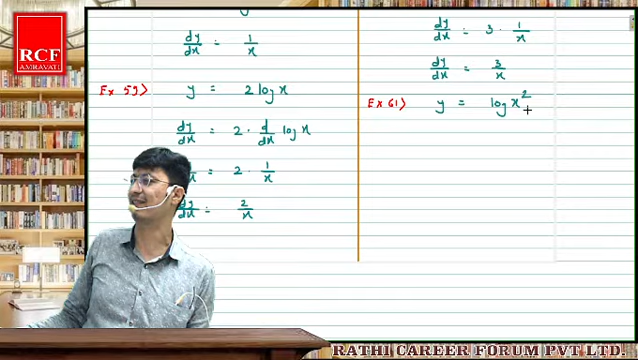 RCF
AMRAVATI
dy/dx = 1/x
Ex 59> y = 2 log x
dy/dx = 2 · d/dx log x
= 2 · 1/x
dy/dx = 2/x
dy/dx = 3 · 1/x
dy/dx = 3/x
Ex 61> y = log x²
RATHI CAREER FORUM PVT. LTD.